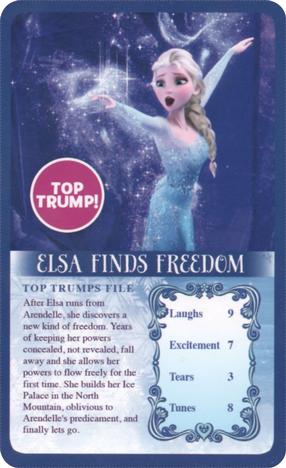 TOP
TRUMP!
ELSA FINDS FREEDOM
TOP TRUMPS FILE
After Elsa runs from
Arendelle, she discovers a
new kind of freedom. Years
of keeping her powers
concealed, not revealed, fall
away and she allows her
powers to flow freely for the
first time. She builds her Ice
Palace in the North
Mountain, oblivious to
Arendelle's predicament, and
finally lets go.
Laughs 9
Excitement 7
Tears 3
Tunes 8